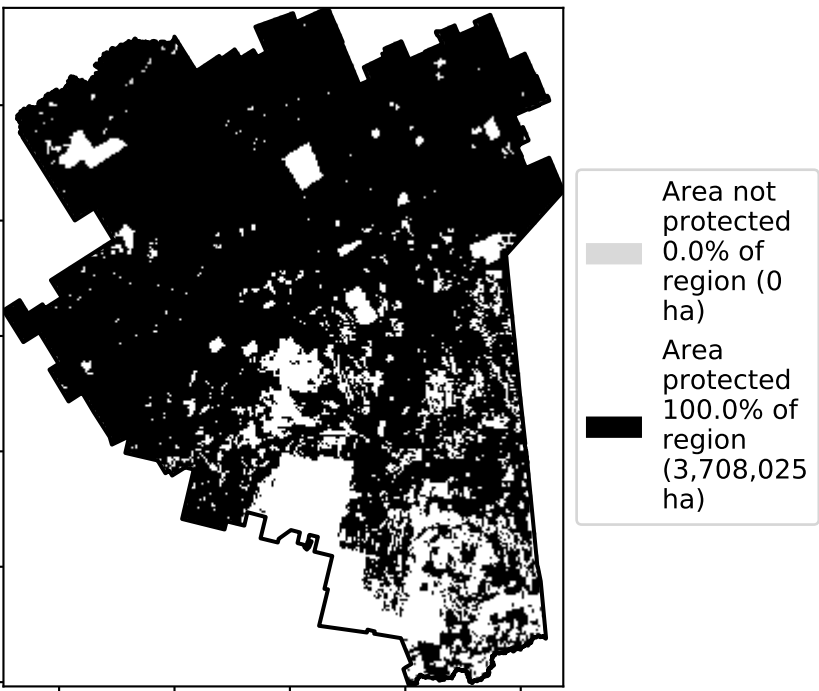 Area not
protected
0.0% of
region (0
ha)
Area
protected
100.0% of
region
(3,708,025
ha)